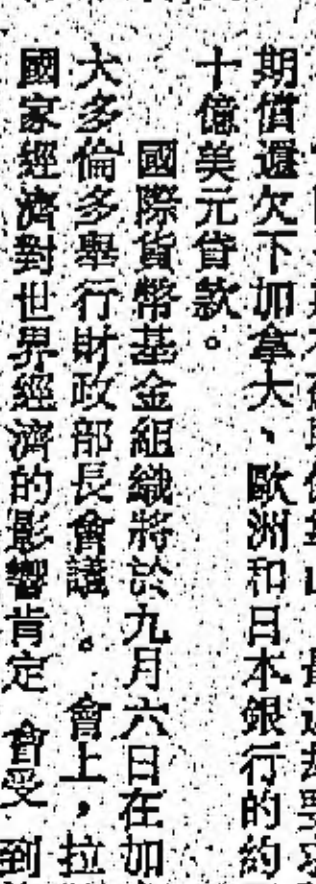 期償還欠下加拿大、歐洲和日本銀行的約
十億美元貸款。
國際貨幣基金組織將於九月六日在加
大多倫多舉行財政部長會議。會上，拉
國家經濟對世界經濟的影響肯定會受到